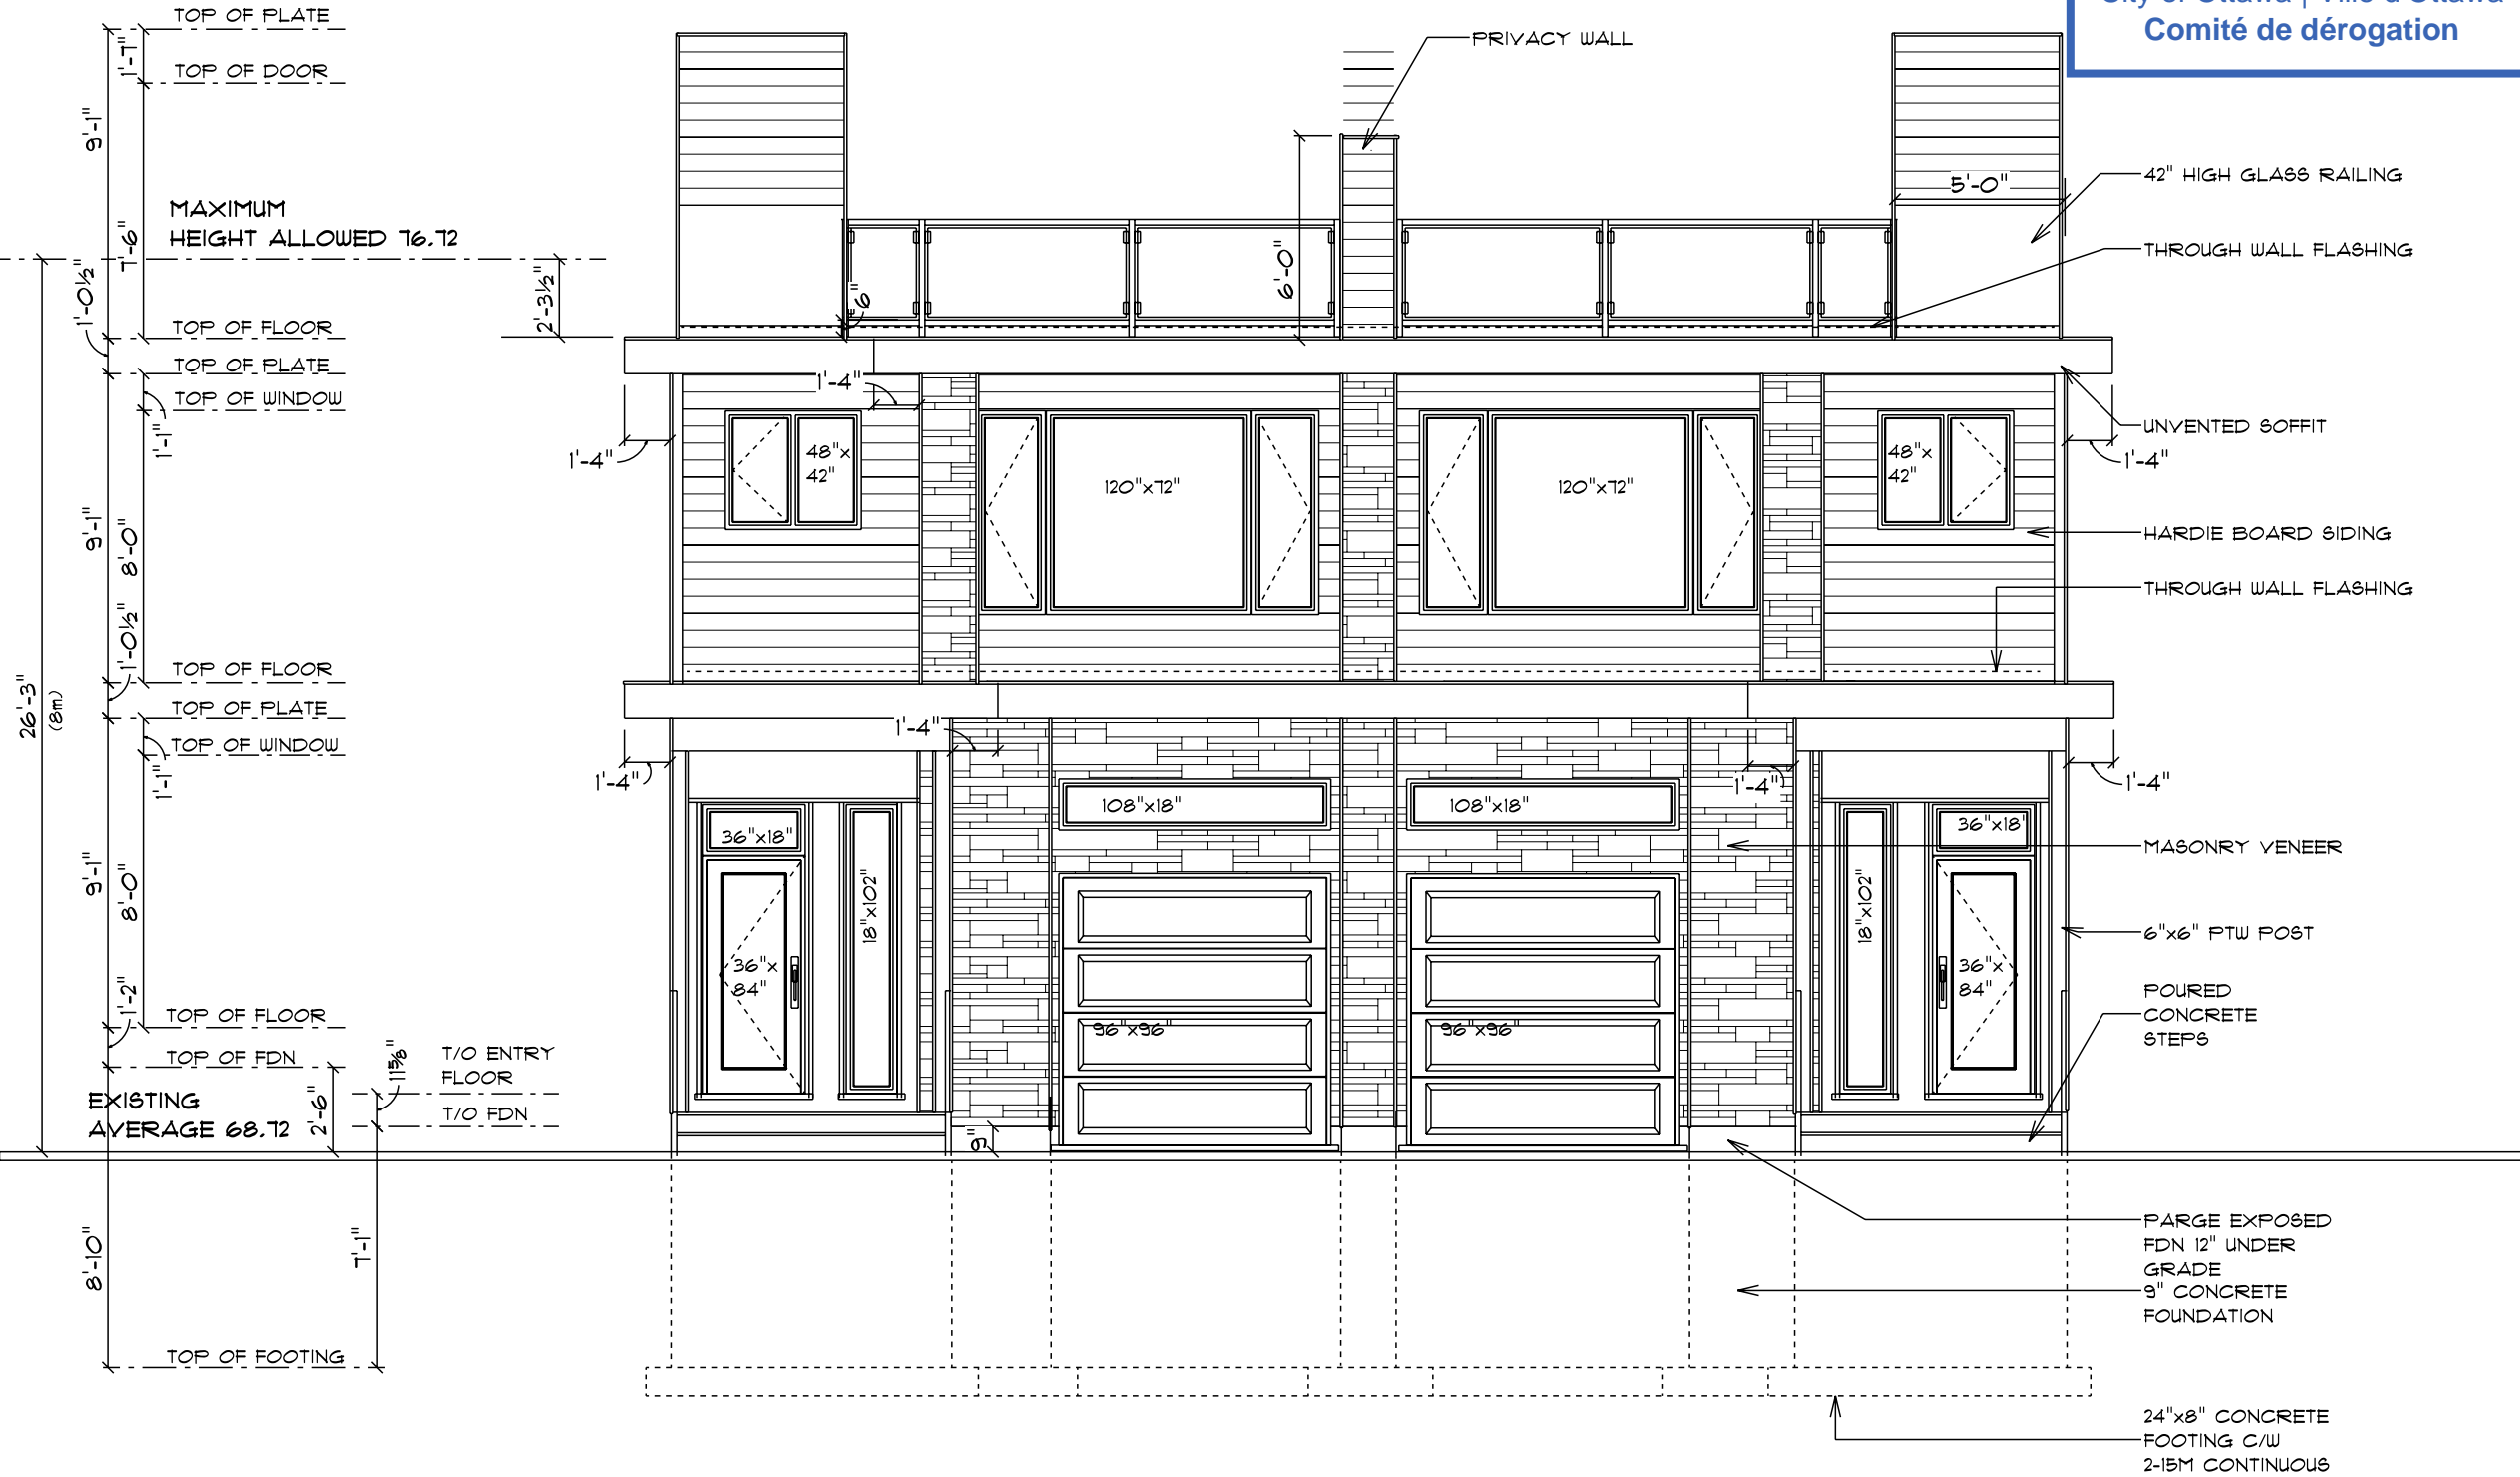 Comité de dérogation
TOP OF PLATE
1'-7"
TOP OF DOOR
9'-1"
7'-6"
MAXIMUM
HEIGHT ALLOWED 76.72
1'-0½"
2'-3½"
TOP OF FLOOR
TOP OF PLATE
TOP OF WINDOW
1'-1"
9'-1"
8'-0"
1'-0½"
TOP OF FLOOR
26'-3"
(8m)
TOP OF PLATE
TOP OF WINDOW
1'-1"
9'-1"
8'-0"
1'-2"
TOP OF FLOOR
TOP OF FDN
EXISTING
AVERAGE 68.72
2'-6"
11⅝"
T/O ENTRY
FLOOR
T/O FDN
8'-10"
7'-1"
TOP OF FOOTING
PRIVACY WALL
6'-0"
6"
5'-0"
1'-4"
1'-4"
1'-4"
48"x
42"
120"x72"
120"x72"
48"x
42"
1'-4"
1'-4"
1'-4"
1'-4"
108"x18"
108"x18"
36"x18"
36"x18"
18"x102"
18"x102"
36"x
84"
36"x
84"
96"x96"
96"x96"
9"
42" HIGH GLASS RAILING
THROUGH WALL FLASHING
UNVENTED SOFFIT
HARDIE BOARD SIDING
THROUGH WALL FLASHING
MASONRY VENEER
6"x6" PTW POST
POURED
CONCRETE
STEPS
PARGE EXPOSED
FDN 12" UNDER
GRADE
9" CONCRETE
FOUNDATION
24"x8" CONCRETE
FOOTING C/W
2-15M CONTINUOUS